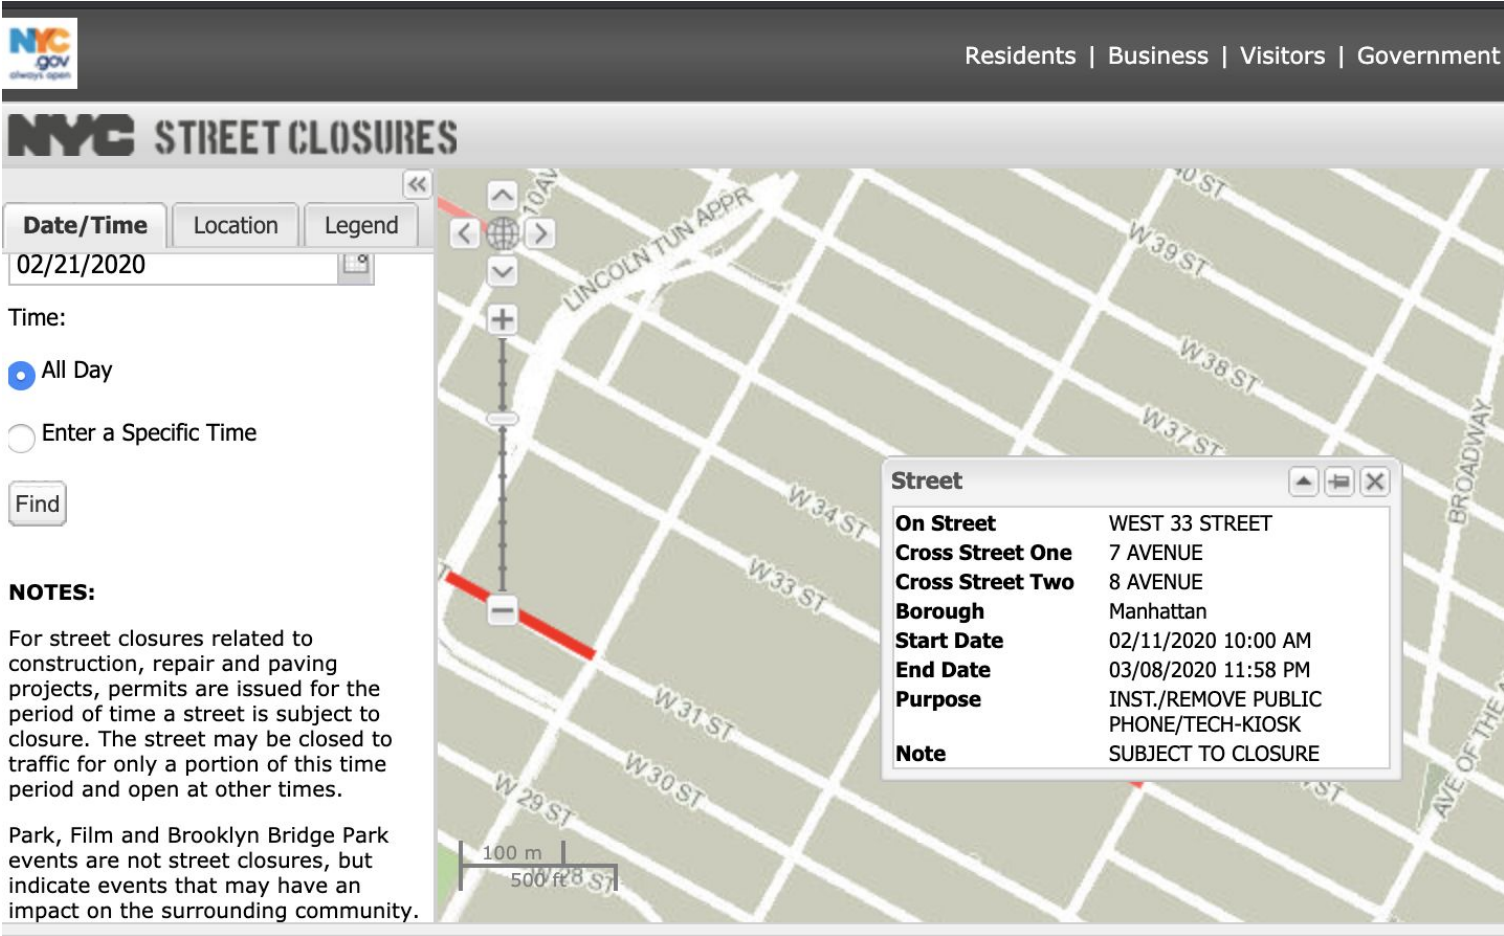 NYC
.gov
always open
Residents | Business | Visitors | Government
NYC STREET CLOSURES
Date/Time
Location
Legend
02/21/2020
Time:
All Day
Enter a Specific Time
Find
NOTES:
For street closures related to
construction, repair and paving
projects, permits are issued for the
period of time a street is subject to
closure. The street may be closed to
traffic for only a portion of this time
period and open at other times.
Park, Film and Brooklyn Bridge Park
events are not street closures, but
indicate events that may have an
impact on the surrounding community.
10AV
LINCOLN TUN APPR
40 ST
W 39 ST
W 38 ST
W 37 ST
BROADWAY
W 34 ST
W 33 ST
W 31 ST
W 30 ST
W 29 ST
W 28 ST
ST
AVE OF THE A
100 m
500 ft
Street
On Street WEST 33 STREET
Cross Street One 7 AVENUE
Cross Street Two 8 AVENUE
Borough Manhattan
Start Date 02/11/2020 10:00 AM
End Date 03/08/2020 11:58 PM
Purpose INST./REMOVE PUBLIC
PHONE/TECH-KIOSK
Note SUBJECT TO CLOSURE